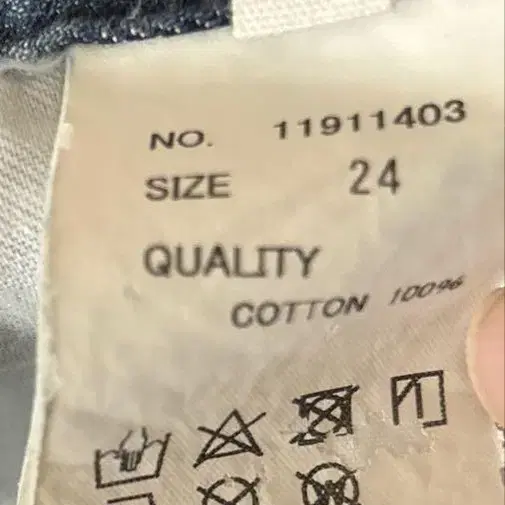 NO. 11911403
SIZE 24
QUALITY
COTTON 100%